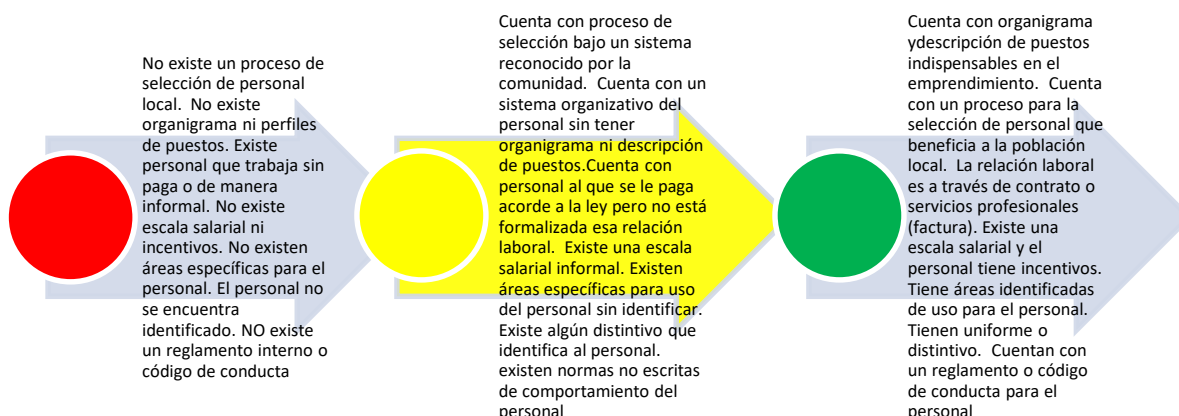 No existe un proceso de
selección de personal
local.  No existe
organigrama ni perfiles
de puestos. Existe
personal que trabaja sin
paga o de manera
informal. No existe
escala salarial ni
incentivos. No existen
áreas específicas para el
personal. El personal no
se encuentra
identificado. NO existe
un reglamento interno o
código de conducta
Cuenta con proceso de
selección bajo un sistema
reconocido por la
comunidad.  Cuenta con un
sistema organizativo del
personal sin tener
organigrama ni descripción
de puestos.Cuenta con
personal al que se le paga
acorde a la ley pero no está
formalizada esa relación
laboral.  Existe una escala
salarial informal. Existen
áreas específicas para uso
del personal sin identificar.
Existe algún distintivo que
identifica al personal.
existen normas no escritas
de comportamiento del
personal
Cuenta con organigrama
ydescripción de puestos
indispensables en el
emprendimiento.  Cuenta
con un proceso para la
selección de personal que
beneficia a la población
local.  La relación laboral
es a través de contrato o
servicios profesionales
(factura). Existe una
escala salarial y el
personal tiene incentivos.
Tiene áreas identificadas
de uso para el personal.
Tienen uniforme o
distintivo.  Cuentan con
un reglamento o código
de conducta para el
personal